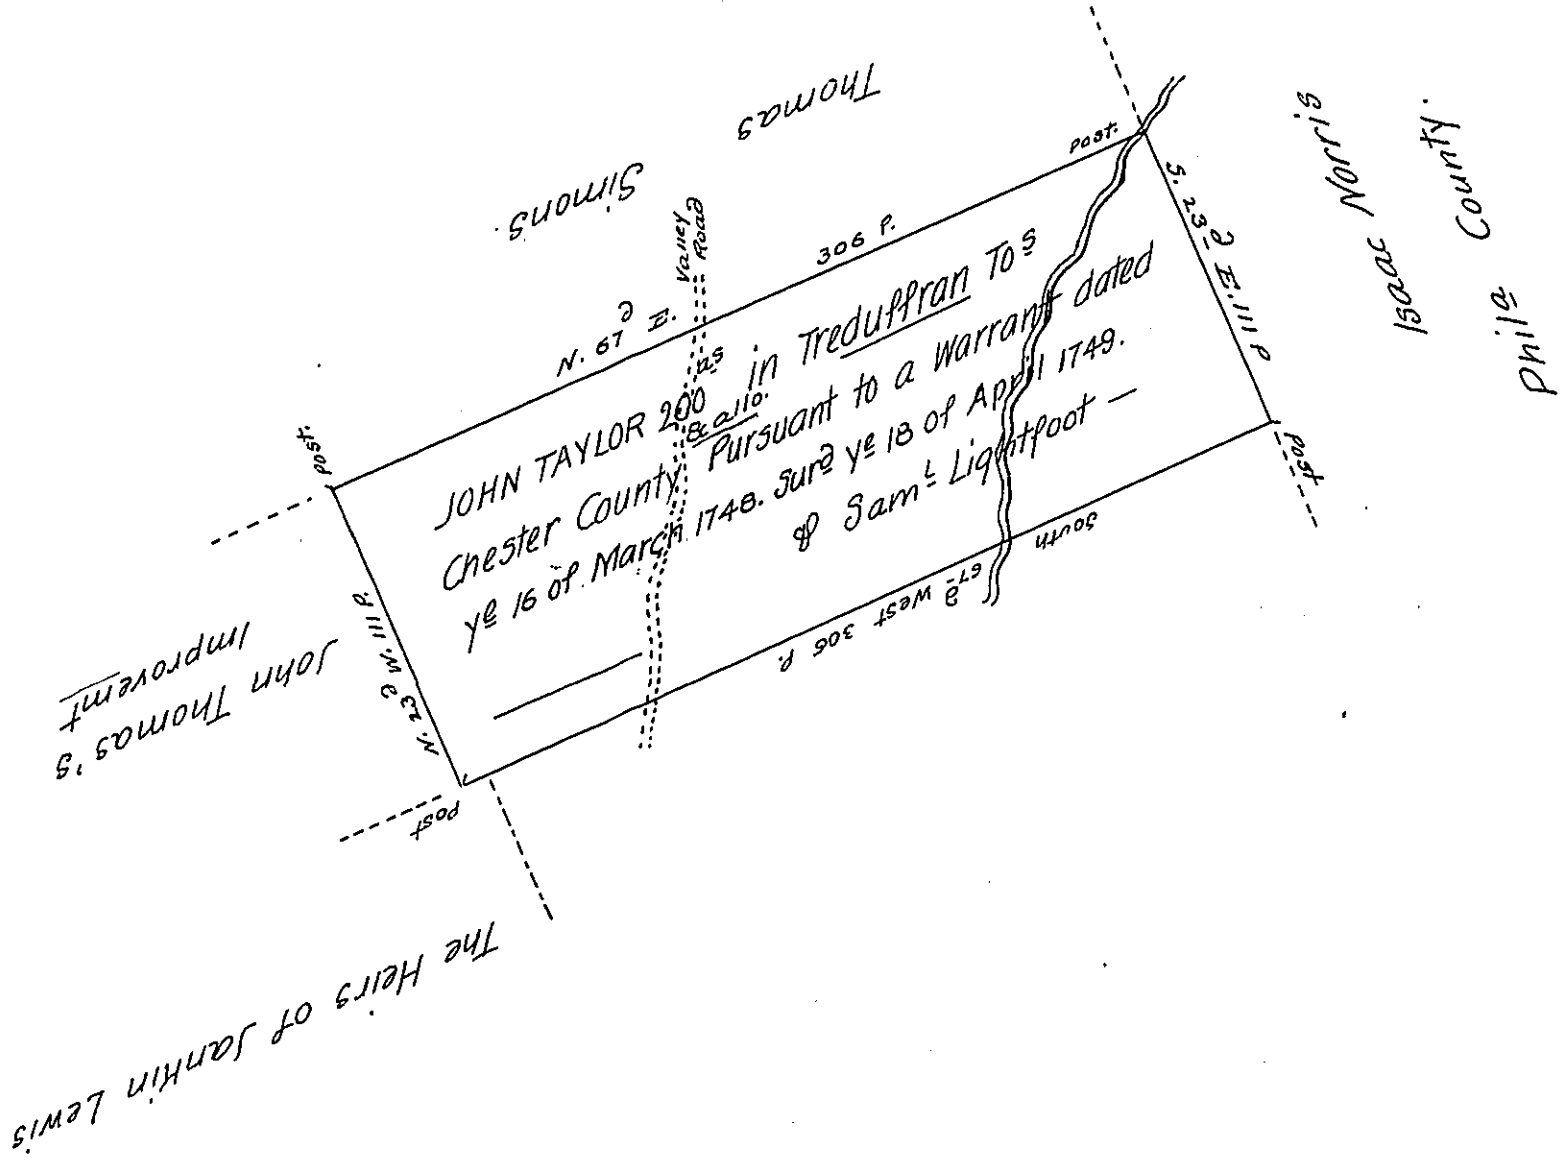 Thomas
Simons.
Valley
Road
Post.
306 P.
N. 67 d E.
Post.
S. 23 d E. 111 P
Isaac Norris
Phila County.
JOHN TAYLOR 200 as in Treduffran Tos
& allo.
Chester County Pursuant to a Warrant dated
ye 16 of March 1748. Surd ye 18 of April 1749.
₱ Saml Lightfoot —
Post
South
67 d West 306 P.
N. 23 d W. 111 P.
John Thomas's
Improvemt
Post
The Heirs of Jankin Lewis